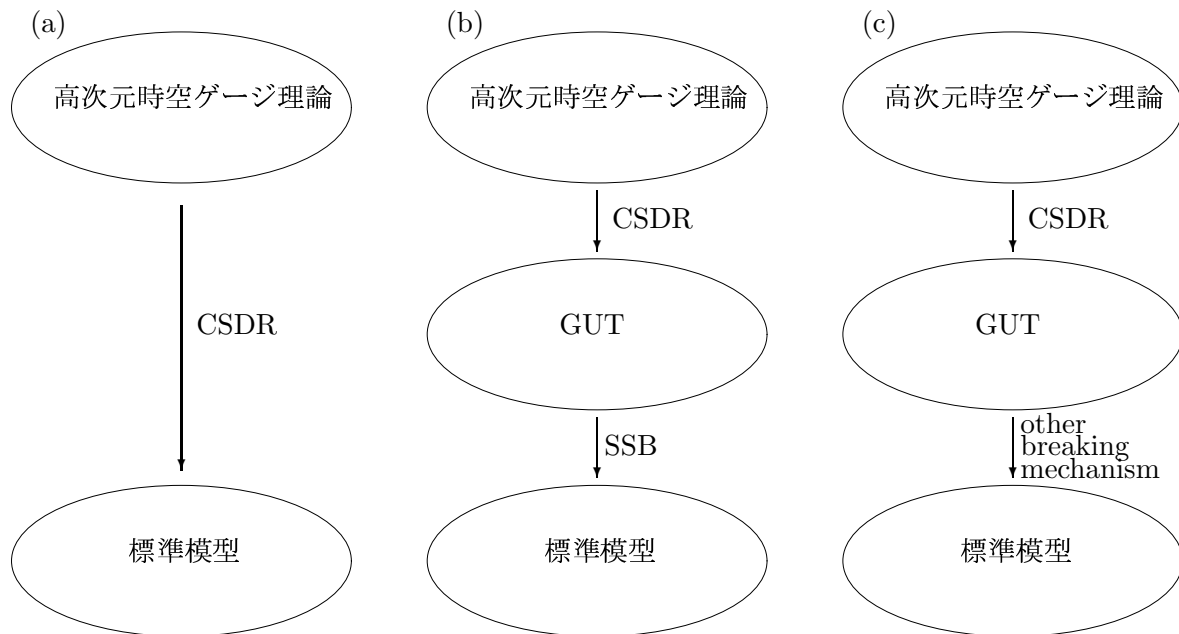 (a)
高次元時空ゲージ理論
CSDR
標準模型
(b)
高次元時空ゲージ理論
CSDR
GUT
SSB
標準模型
(c)
高次元時空ゲージ理論
CSDR
GUT
other
breaking
mechanism
標準模型